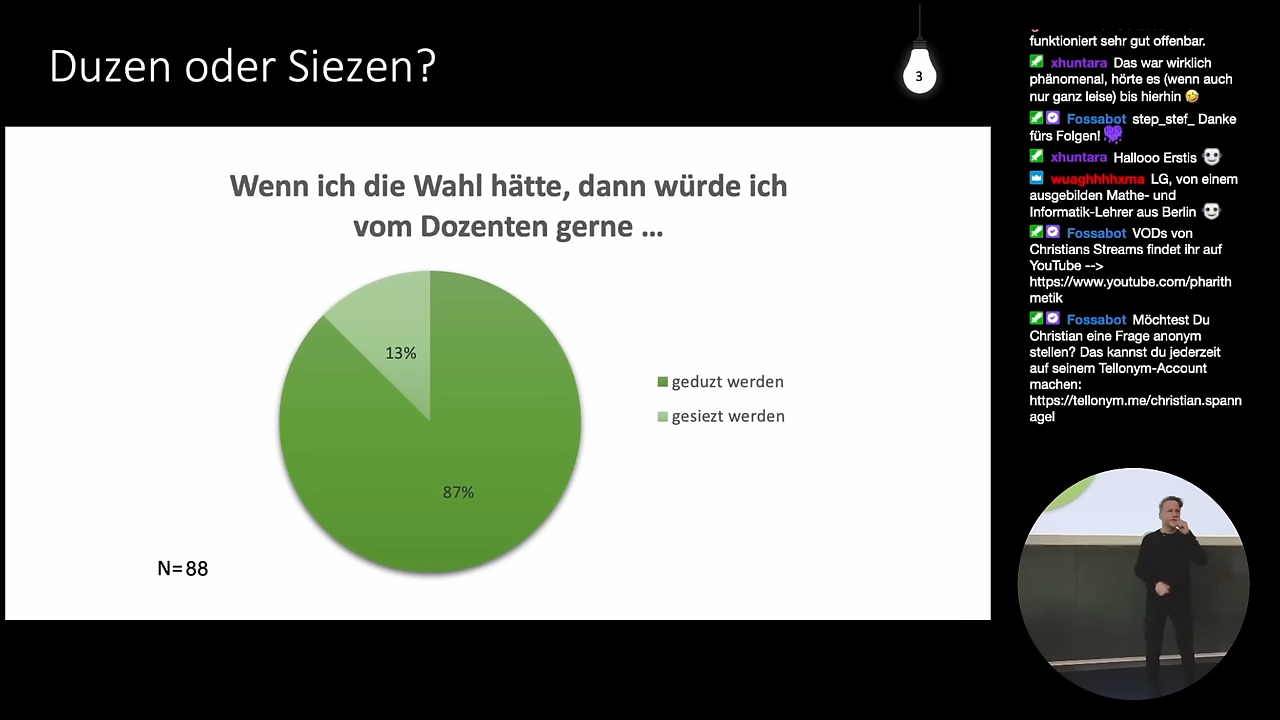 Duzen oder Siezen?
3
Wenn ich die Wahl hätte, dann würde ich
vom Dozenten gerne ...
13%
87%
geduzt werden
gesiezt werden
N=88
funktioniert sehr gut offenbar.
xhuntara Das war wirklich
phänomenal, hörte es (wenn auch
nur ganz leise) bis hierhin 🤣
Fossabot step_stef_ Danke
fürs Folgen!
xhuntara Hallooo Erstis
wuaghhhhxma LG, von einem
ausgebilden Mathe- und
Informatik-Lehrer aus Berlin
Fossabot VODs von
Christians Streams findet ihr auf
YouTube -->
https://www.youtube.com/pharith
metik
Fossabot Möchtest Du
Christian eine Frage anonym
stellen? Das kannst du jederzeit
auf seinem Tellonym-Account
machen:
https://tellonym.me/christian.spann
agel